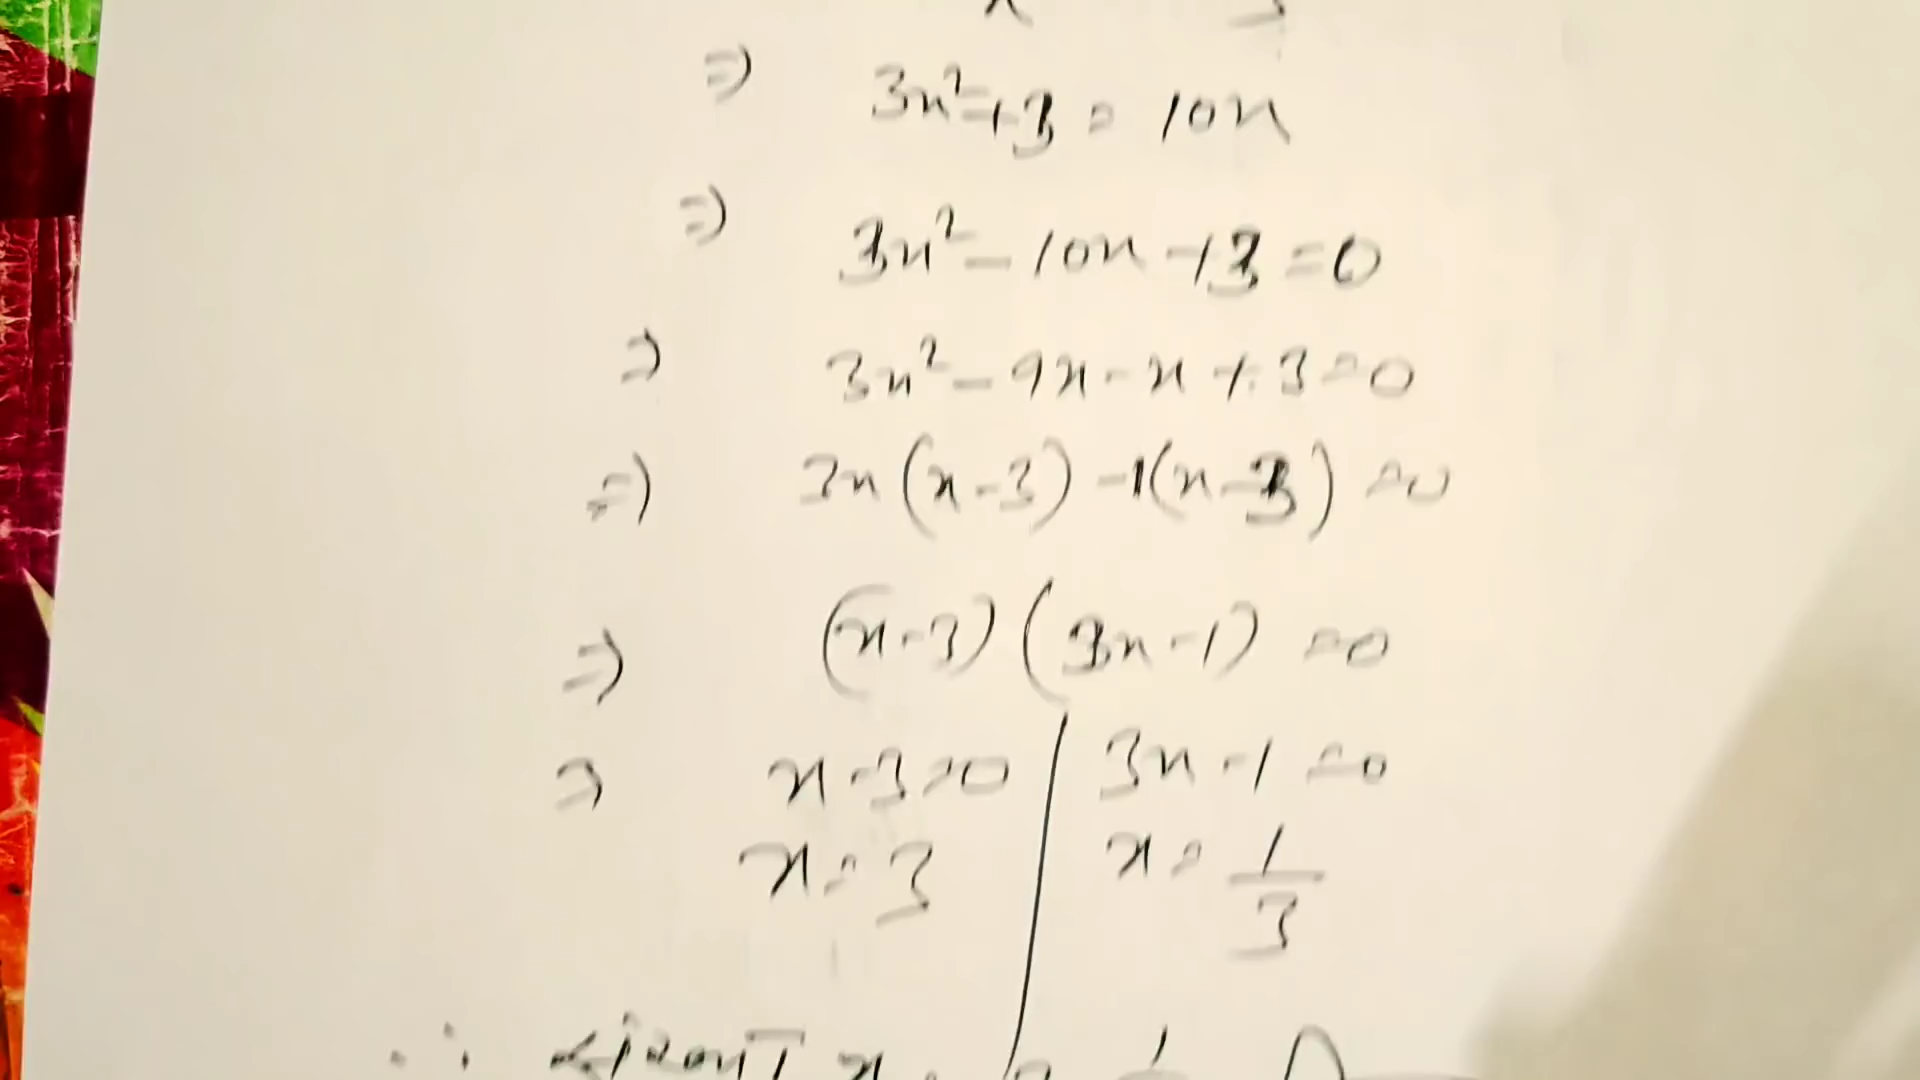 ⇒ 3x²+3 = 10x
⇒ 3x² - 10x + 3 = 0
⇒ 3x² - 9x - x + 3 = 0
⇒ 3x(x-3) -1(x-3) = 0
⇒ (x-3)(3x-1) = 0
⇒ x-3=0 | 3x-1=0
x=3 | x= 1/3
∴ x =